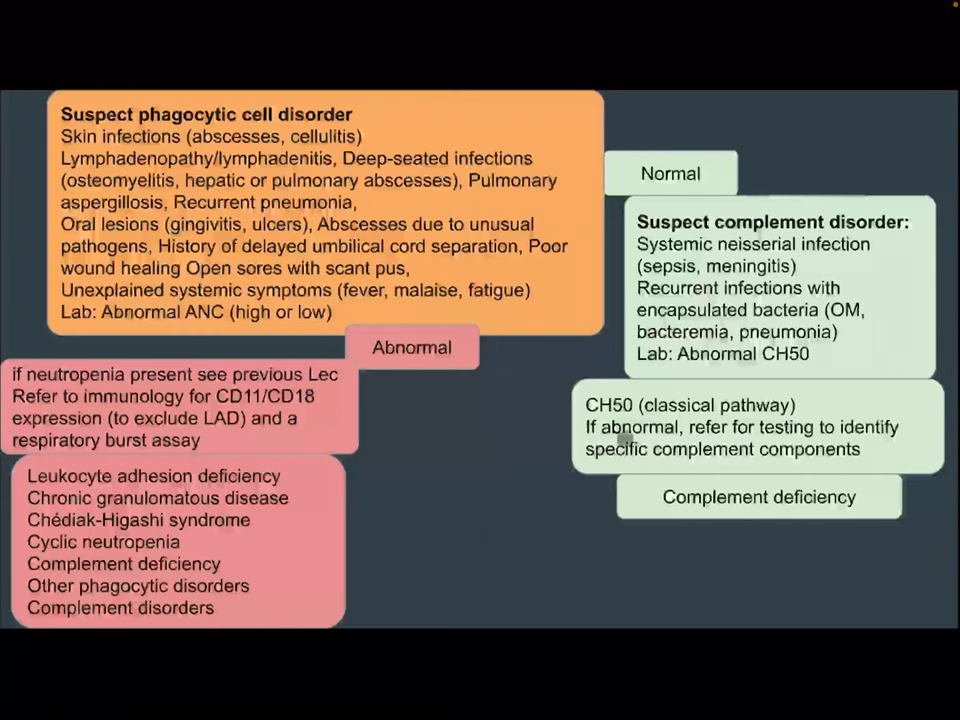 Suspect phagocytic cell disorder
Skin infections (abscesses, cellulitis)
Lymphadenopathy/lymphadenitis, Deep-seated infections
(osteomyelitis, hepatic or pulmonary abscesses), Pulmonary
aspergillosis, Recurrent pneumonia,
Oral lesions (gingivitis, ulcers), Abscesses due to unusual
pathogens, History of delayed umbilical cord separation, Poor
wound healing Open sores with scant pus,
Unexplained systemic symptoms (fever, malaise, fatigue)
Lab: Abnormal ANC (high or low)
Normal
Suspect complement disorder:
Systemic neisserial infection
(sepsis, meningitis)
Recurrent infections with
encapsulated bacteria (OM,
bacteremia, pneumonia)
Lab: Abnormal CH50
Abnormal
if neutropenia present see previous Lec
Refer to immunology for CD11/CD18
expression (to exclude LAD) and a
respiratory burst assay
CH50 (classical pathway)
If abnormal, refer for testing to identify
specific complement components
Complement deficiency
Leukocyte adhesion deficiency
Chronic granulomatous disease
Chédiak-Higashi syndrome
Cyclic neutropenia
Complement deficiency
Other phagocytic disorders
Complement disorders